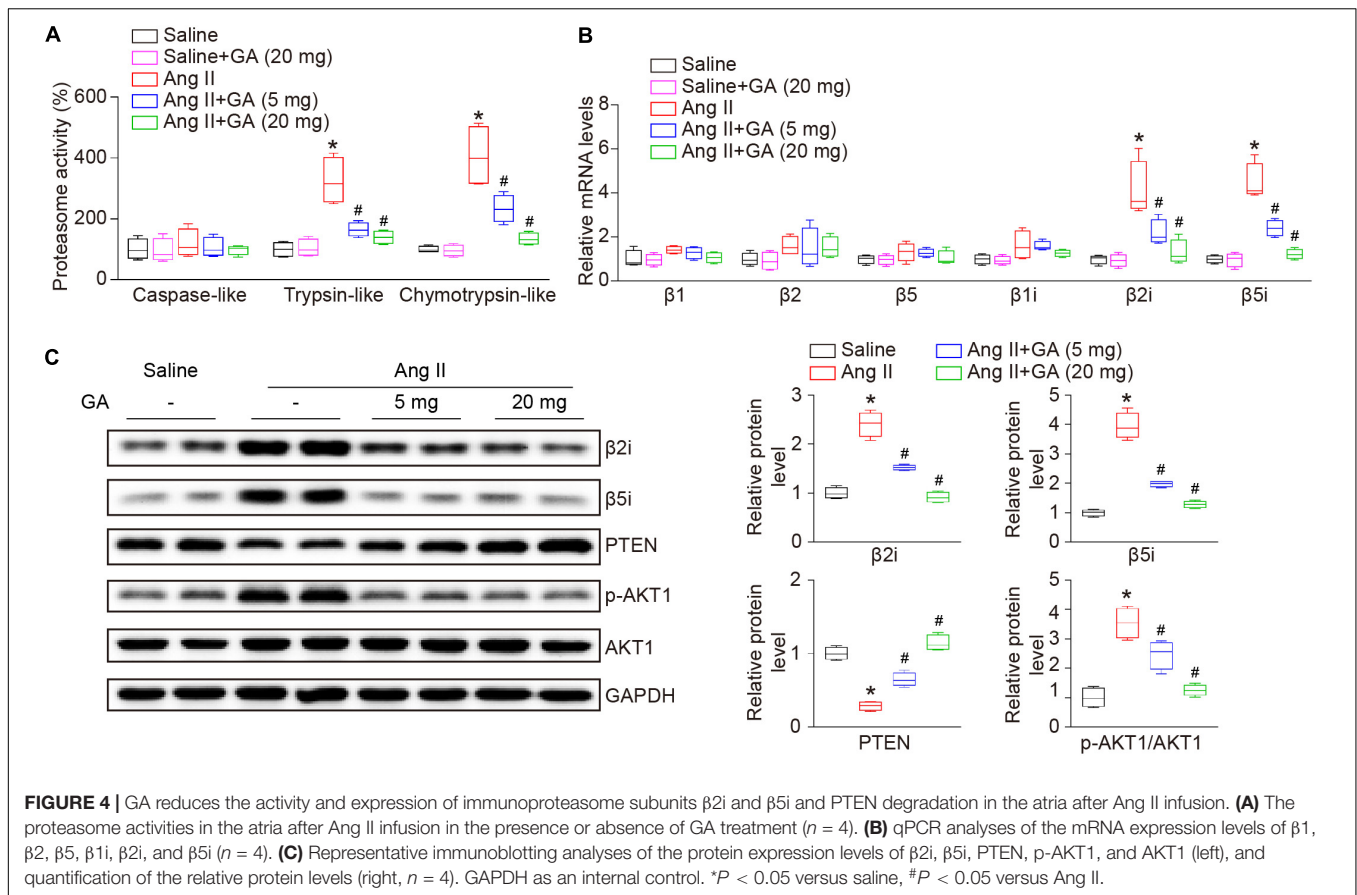 A
Saline
Saline+GA (20 mg)
Ang II
Ang II+GA (5 mg)
Ang II+GA (20 mg)
Proteasome activity (%)
600
400
200
0
*
*
# #
#
#
Caspase-like Trypsin-like Chymotrypsin-like
B
Saline
Saline+GA (20 mg)
Ang II
Ang II+GA (5 mg)
Ang II+GA (20 mg)
Relative mRNA levels
8
6
4
2
0
* *
# #
# #
β1 β2 β5 β1i β2i β5i
C
Saline Ang II
GA - - 5 mg 20 mg
β2i
β5i
PTEN
p-AKT1
AKT1
GAPDH
Saline Ang II+GA (5 mg)
Ang II Ang II+GA (20 mg)
Relative protein level
3
2
1
0
*
#
#
β2i
Relative protein level
5
4
3
2
1
0
*
#
#
β5i
Relative protein level
2
1
0
*
#
#
PTEN
Relative protein level
5
4
3
2
1
0
*
#
#
p-AKT1/AKT1
FIGURE 4 | GA reduces the activity and expression of immunoproteasome subunits β2i and β5i and PTEN degradation in the atria after Ang II infusion. (A) The
proteasome activities in the atria after Ang II infusion in the presence or absence of GA treatment (n = 4). (B) qPCR analyses of the mRNA expression levels of β1,
β2, β5, β1i, β2i, and β5i (n = 4). (C) Representative immunoblotting analyses of the protein expression levels of β2i, β5i, PTEN, p-AKT1, and AKT1 (left), and
quantification of the relative protein levels (right, n = 4). GAPDH as an internal control. *P < 0.05 versus saline, #P < 0.05 versus Ang II.